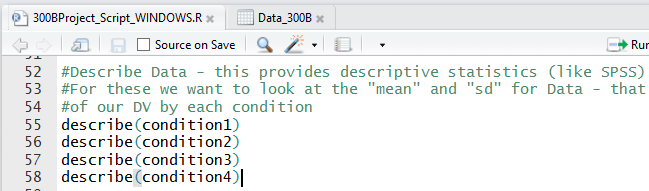 300BProject_Script_WINDOWS.R × Data_300B ×
Source on Save Run
52 #Describe Data - this provides descriptive statistics (like SPSS)
53 #For these we want to look at the "mean" and "sd" for Data - that
54 #of our DV by each condition
55 describe(condition1)
56 describe(condition2)
57 describe(condition3)
58 describe(condition4)